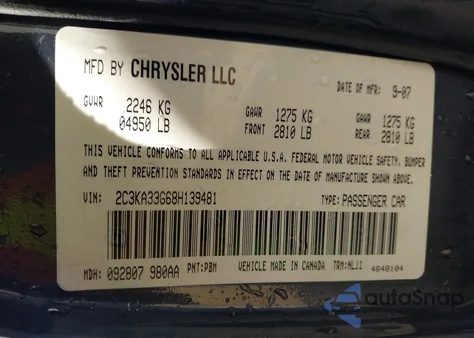 MFD BY CHRYSLER LLC
DATE OF MFR: 9-07
GVWR 2246 KG GAWR 1275 KG GAWR 1275 KG
04950 LB FRONT 2810 LB REAR 2810 LB
THIS VEHICLE CONFORMS TO ALL APPLICABLE U.S.A. FEDERAL MOTOR VEHICLE SAFETY, BUMPER
AND THEFT PREVENTION STANDARDS IN EFFECT ON THE DATE OF MANUFACTURE SHOWN ABOVE.
VIN: 2C3KA33G68H139481 TYPE: PASSENGER CAR
MDH: 092807 980AA PNT: PBM VEHICLE MADE IN CANADA TRM: NLJ1 4648104
autoSnap